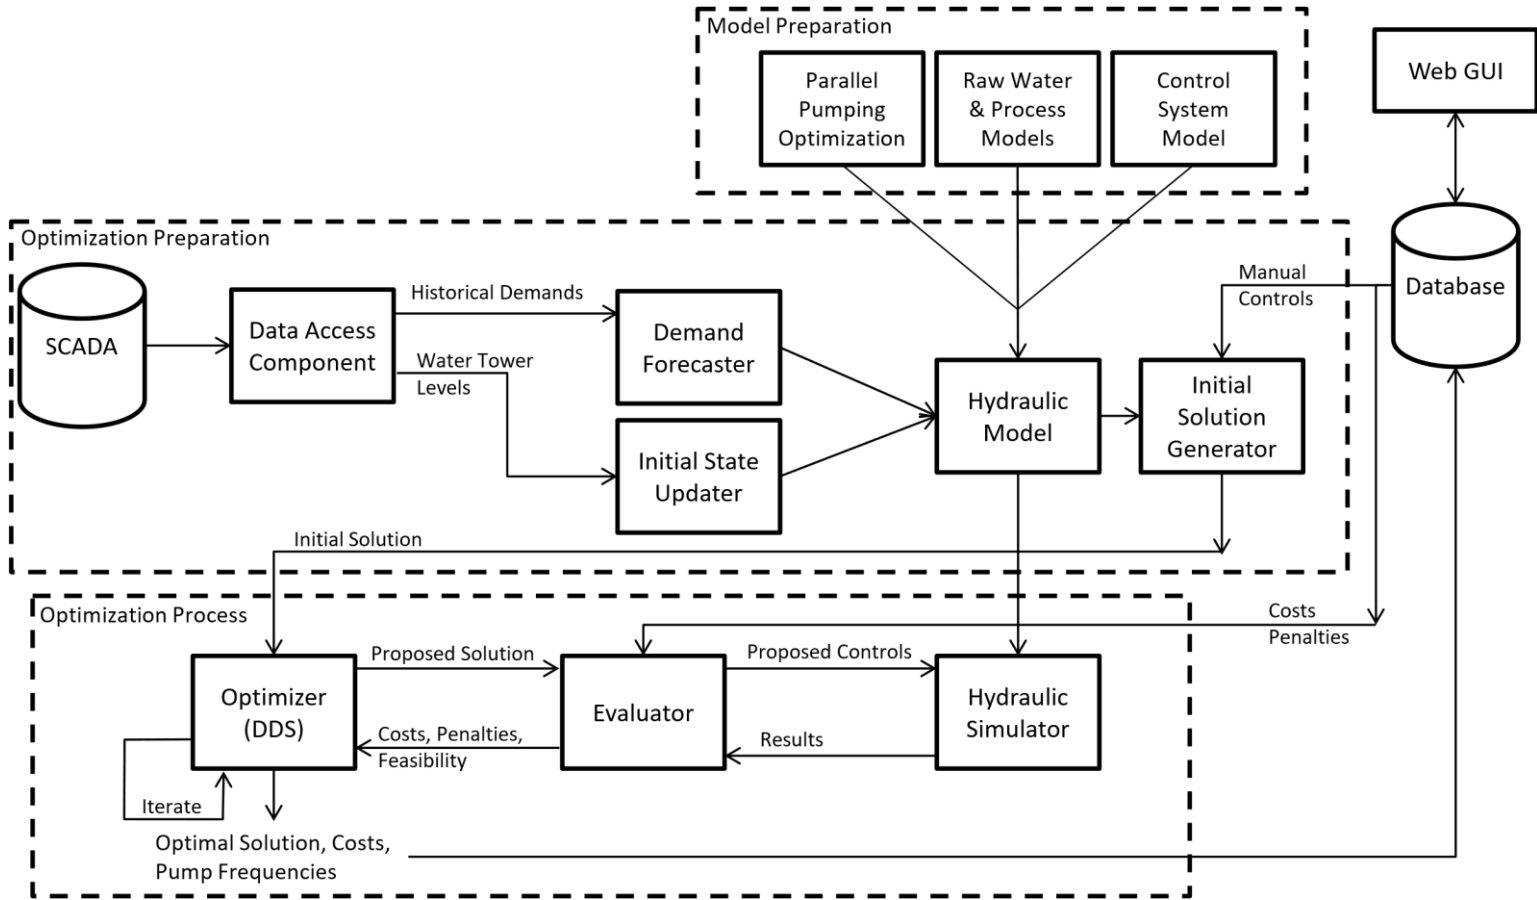 Model Preparation
Parallel
Pumping
Optimization
Raw Water
& Process
Models
Control
System
Model
Web GUI
Optimization Preparation
SCADA
Data Access
Component
Historical Demands
Water Tower
Levels
Demand
Forecaster
Initial State
Updater
Hydraulic
Model
Initial
Solution
Generator
Manual
Controls
Database
Initial Solution
Optimization Process
Costs
Penalties
Optimizer
(DDS)
Proposed Solution
Costs, Penalties,
Feasibility
Evaluator
Proposed Controls
Results
Hydraulic
Simulator
Iterate
Optimal Solution, Costs,
Pump Frequencies